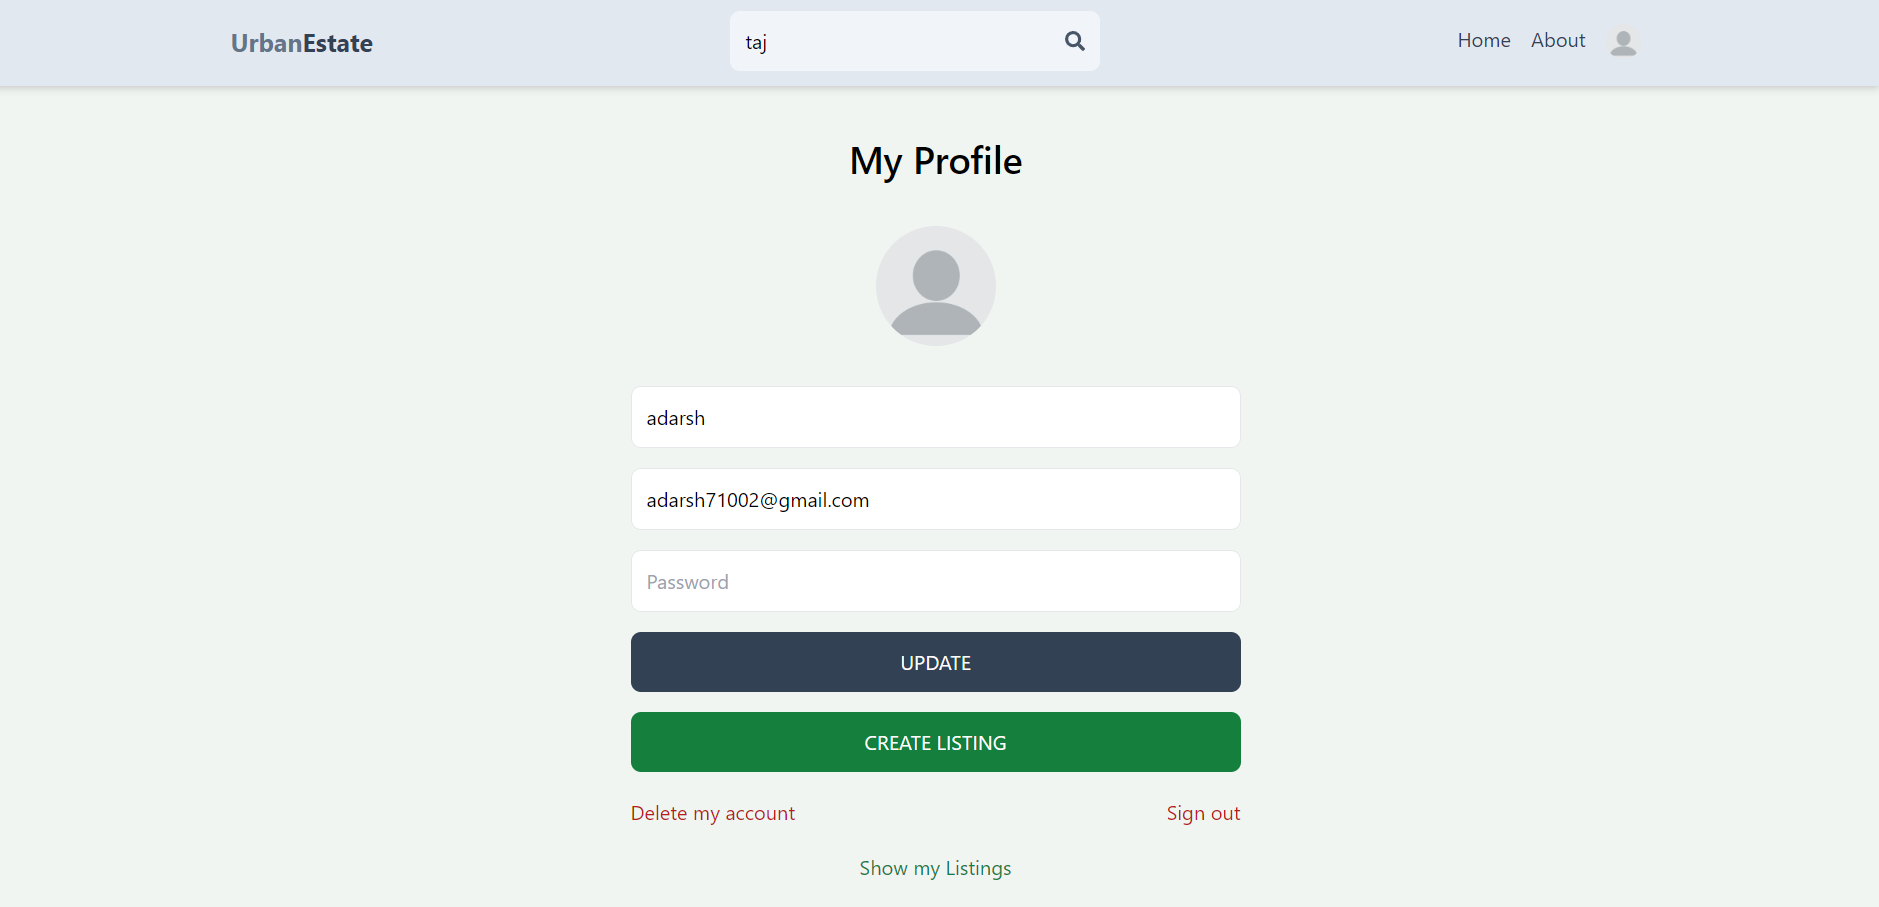 UrbanEstate
taj
Home
About
My Profile
adarsh
adarsh71002@gmail.com
Password
UPDATE
CREATE LISTING
Delete my account
Sign out
Show my Listings